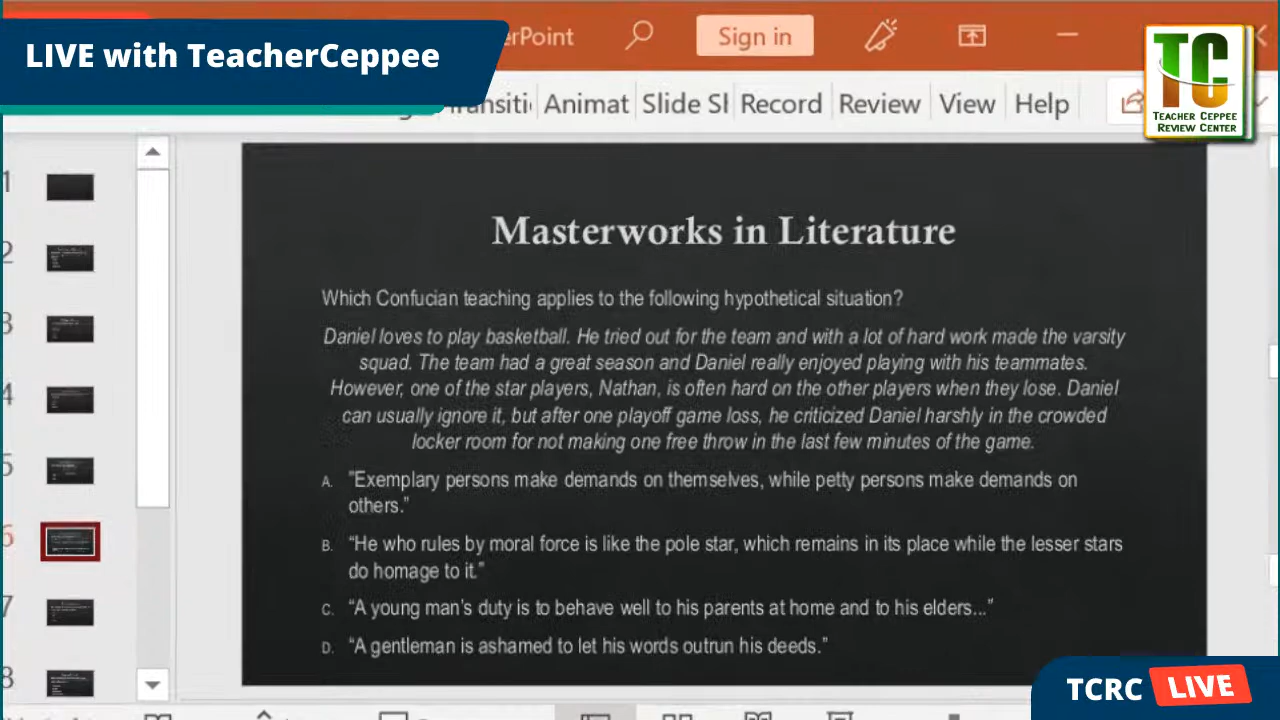 LIVE with TeacherCeppee
Sign in
TC
TEACHER CEPPEE
REVIEW CENTER
Animat
Slide Sl
Record
Review
View
Help
1
2
3
4
5
6
7
8
Masterworks in Literature
Which Confucian teaching applies to the following hypothetical situation?
Daniel loves to play basketball. He tried out for the team and with a lot of hard work made the varsity
squad. The team had a great season and Daniel really enjoyed playing with his teammates.
However, one of the star players, Nathan, is often hard on the other players when they lose. Daniel
can usually ignore it, but after one playoff game loss, he criticized Daniel harshly in the crowded
locker room for not making one free throw in the last few minutes of the game.
A. "Exemplary persons make demands on themselves, while petty persons make demands on
others."
B. “He who rules by moral force is like the pole star, which remains in its place while the lesser stars
do homage to it.”
C. “A young man's duty is to behave well to his parents at home and to his elders...”
D. “A gentleman is ashamed to let his words outrun his deeds.”
TCRC LIVE